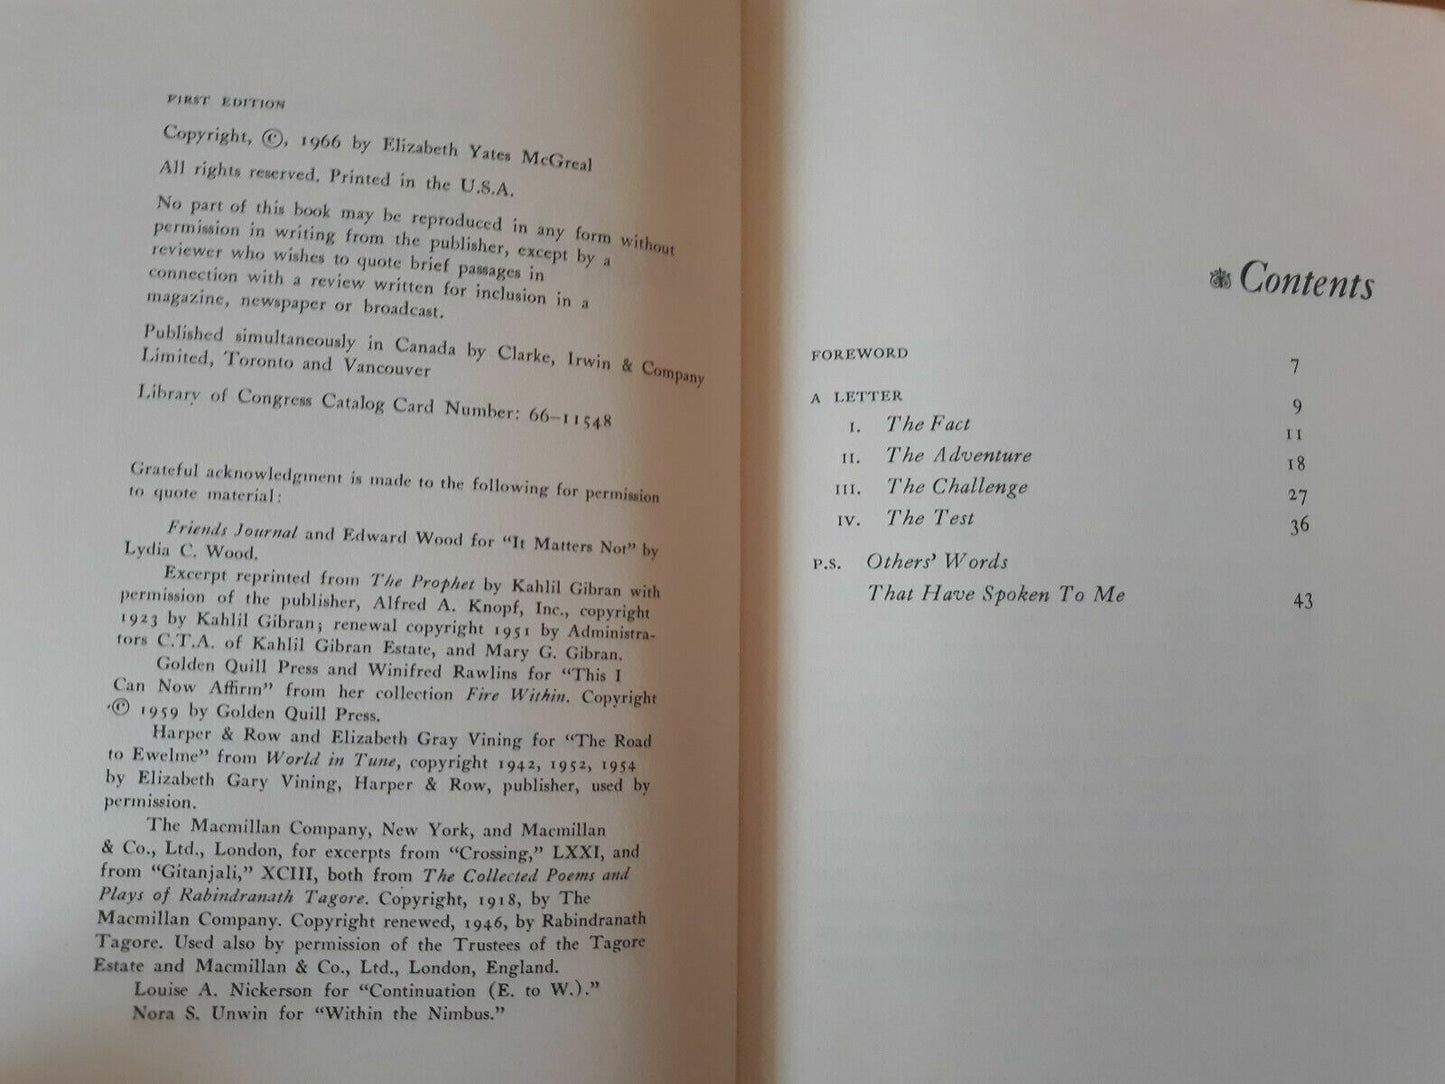 FIRST EDITION
Copyright, ©, 1966 by Elizabeth Yates McGreal
All rights reserved. Printed in the U.S.A.
No part of this book may be reproduced in any form without
permission in writing from the publisher, except by a
reviewer who wishes to quote brief passages in
connection with a review written for inclusion in a
magazine, newspaper or broadcast.
Published simultaneously in Canada by Clarke, Irwin & Company
Limited, Toronto and Vancouver
Library of Congress Catalog Card Number: 66–11548
Grateful acknowledgment is made to the following for permission
to quote material:
Friends Journal and Edward Wood for “It Matters Not” by
Lydia C. Wood.
Excerpt reprinted from The Prophet by Kahlil Gibran with
permission of the publisher, Alfred A. Knopf, Inc., copyright
1923 by Kahlil Gibran; renewal copyright 1951 by Administra-
tors C.T.A. of Kahlil Gibran Estate, and Mary G. Gibran.
Golden Quill Press and Winifred Rawlins for “This I
Can Now Affirm” from her collection Fire Within. Copyright
© 1959 by Golden Quill Press.
Harper & Row and Elizabeth Gray Vining for “The Road
to Ewelme” from World in Tune, copyright 1942, 1952, 1954
by Elizabeth Gary Vining, Harper & Row, publisher, used by
permission.
The Macmillan Company, New York, and Macmillan
& Co., Ltd., London, for excerpts from “Crossing,” LXXI, and
from “Gitanjali,” XCIII, both from The Collected Poems and
Plays of Rabindranath Tagore. Copyright, 1918, by The
Macmillan Company. Copyright renewed, 1946, by Rabindranath
Tagore. Used also by permission of the Trustees of the Tagore
Estate and Macmillan & Co., Ltd., London, England.
Louise A. Nickerson for “Continuation (E. to W.).”
Nora S. Unwin for “Within the Nimbus.”
Contents
FOREWORD 7
A LETTER 9
I. The Fact 11
II. The Adventure 18
III. The Challenge 27
IV. The Test 36
P.S. Others’ Words
That Have Spoken To Me 43